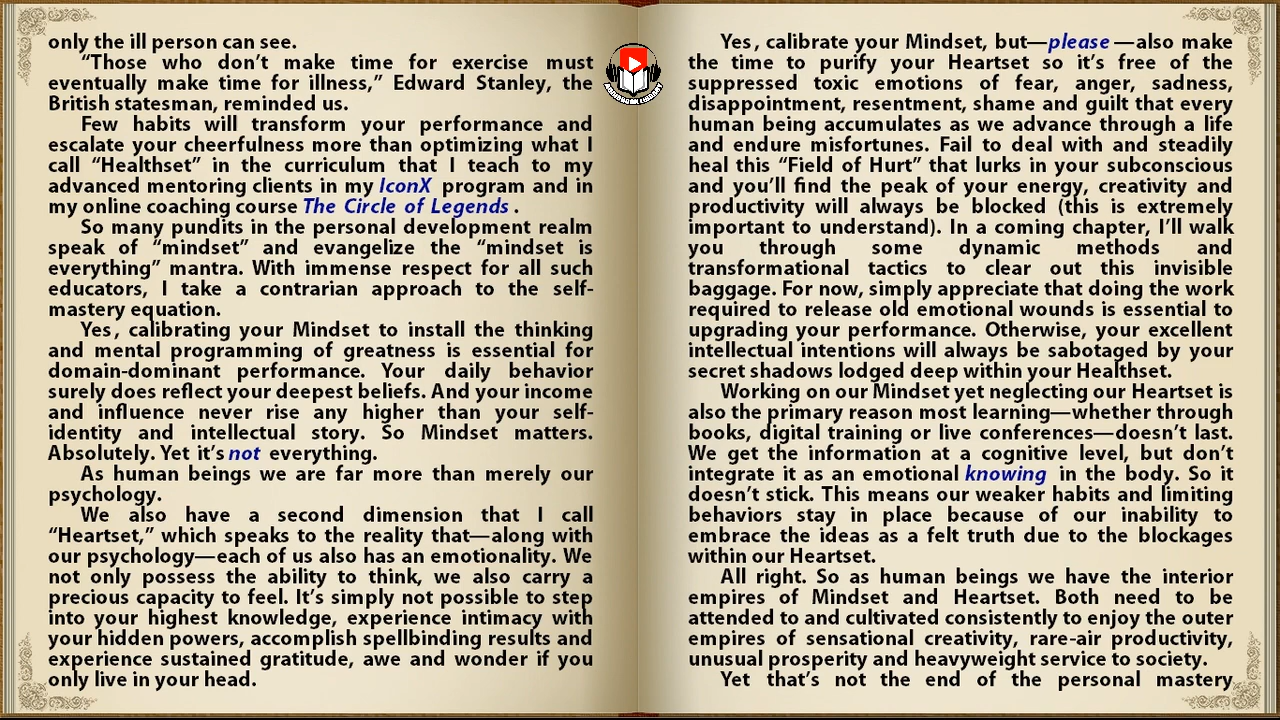 only the ill person can see.
“Those who don’t make time for exercise must
eventually make time for illness,” Edward Stanley, the
British statesman, reminded us.
Few habits will transform your performance and
escalate your cheerfulness more than optimizing what I
call “Healthset” in the curriculum that I teach to my
advanced mentoring clients in my IconX program and in
my online coaching course The Circle of Legends .
So many pundits in the personal development realm
speak of “mindset” and evangelize the “mindset is
everything” mantra. With immense respect for all such
educators, I take a contrarian approach to the self-
mastery equation.
Yes, calibrating your Mindset to install the thinking
and mental programming of greatness is essential for
domain-dominant performance. Your daily behavior
surely does reflect your deepest beliefs. And your income
and influence never rise any higher than your self-
identity and intellectual story. So Mindset matters.
Absolutely. Yet it’s not everything.
As human beings we are far more than merely our
psychology.
We also have a second dimension that I call
“Heartset,” which speaks to the reality that—along with
our psychology—each of us also has an emotionality. We
not only possess the ability to think, we also carry a
precious capacity to feel. It’s simply not possible to step
into your highest knowledge, experience intimacy with
your hidden powers, accomplish spellbinding results and
experience sustained gratitude, awe and wonder if you
only live in your head.
Yes, calibrate your Mindset, but—please —also make
the time to purify your Heartset so it’s free of the
suppressed toxic emotions of fear, anger, sadness,
disappointment, resentment, shame and guilt that every
human being accumulates as we advance through a life
and endure misfortunes. Fail to deal with and steadily
heal this “Field of Hurt” that lurks in your subconscious
and you’ll find the peak of your energy, creativity and
productivity will always be blocked (this is extremely
important to understand). In a coming chapter, I’ll walk
you through some dynamic methods and
transformational tactics to clear out this invisible
baggage. For now, simply appreciate that doing the work
required to release old emotional wounds is essential to
upgrading your performance. Otherwise, your excellent
intellectual intentions will always be sabotaged by your
secret shadows lodged deep within your Healthset.
Working on our Mindset yet neglecting our Heartset is
also the primary reason most learning—whether through
books, digital training or live conferences—doesn’t last.
We get the information at a cognitive level, but don’t
integrate it as an emotional knowing in the body. So it
doesn’t stick. This means our weaker habits and limiting
behaviors stay in place because of our inability to
embrace the ideas as a felt truth due to the blockages
within our Heartset.
All right. So as human beings we have the interior
empires of Mindset and Heartset. Both need to be
attended to and cultivated consistently to enjoy the outer
empires of sensational creativity, rare-air productivity,
unusual prosperity and heavyweight service to society.
Yet that’s not the end of the personal mastery